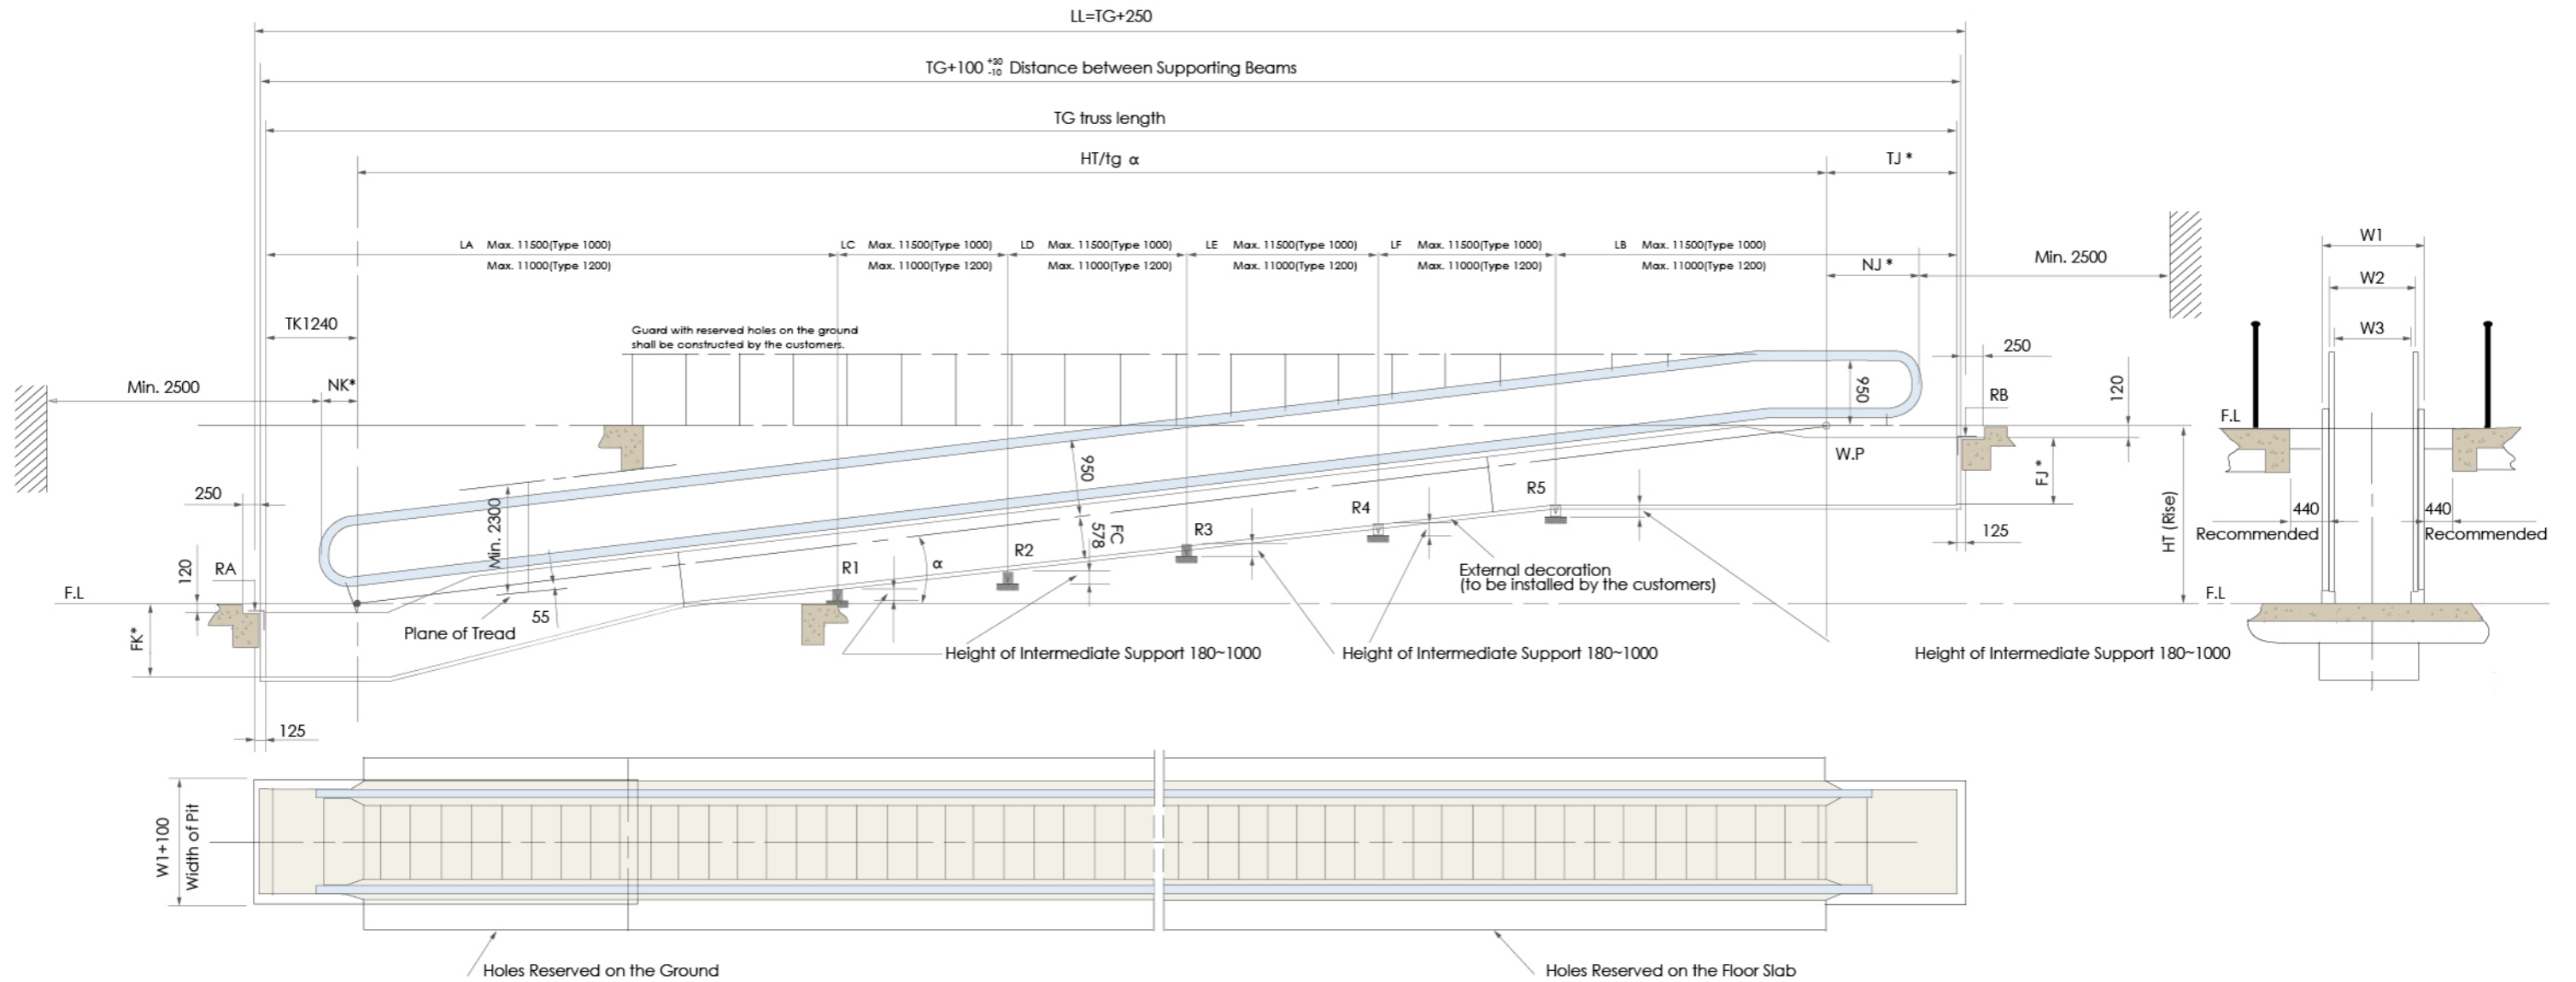 LL=TG+250
TG+100 +30 -10 Distance between Supporting Beams
TG truss length
HT/tg α
TJ *
LA Max. 11500(Type 1000)
Max. 11000(Type 1200)
LC Max. 11500(Type 1000)
Max. 11000(Type 1200)
LD Max. 11500(Type 1000)
Max. 11000(Type 1200)
LE Max. 11500(Type 1000)
Max. 11000(Type 1200)
LF Max. 11500(Type 1000)
Max. 11000(Type 1200)
LB Max. 11500(Type 1000)
Max. 11000(Type 1200)
NJ *
Min. 2500
W1
W2
W3
TK1240
Guard with reserved holes on the ground
shall be constructed by the customers.
Min. 2500
NK*
250
950
RB
120
F.L
W.P
FJ *
HT (Rise)
440
Recommended
440
Recommended
125
F.L
250
Min. 2300
950
FC
578
R5
R4
R3
R2
R1
α
120
RA
F.L
FK*
55
Plane of Tread
External decoration
(to be installed by the customers)
Height of Intermediate Support 180~1000
Height of Intermediate Support 180~1000
Height of Intermediate Support 180~1000
125
W1+100
Width of Pit
Holes Reserved on the Ground
Holes Reserved on the Floor Slab